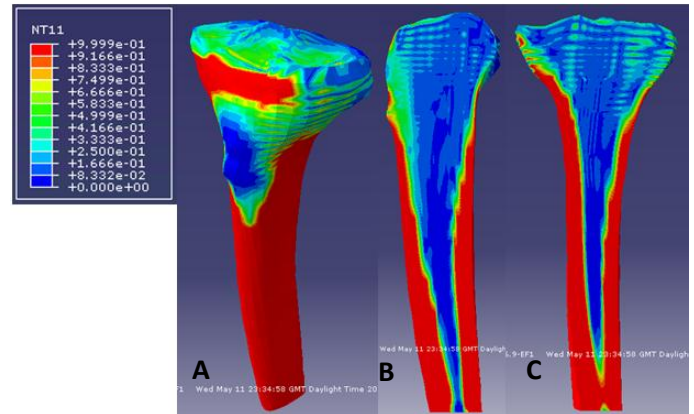 NT11
+9.999e-01
+9.166e-01
+8.333e-01
+7.499e-01
+6.666e-01
+5.833e-01
+4.999e-01
+4.166e-01
+3.333e-01
+2.500e-01
+1.666e-01
+8.332e-02
+0.000e+00
A
B
C
Wed May 11 23:34:58 GMT Daylight Time 20
Wed May 11 23:34:58 GMT Dayligh
L.9-EF1 Wed May 11 23:34:58 GMT Daylight